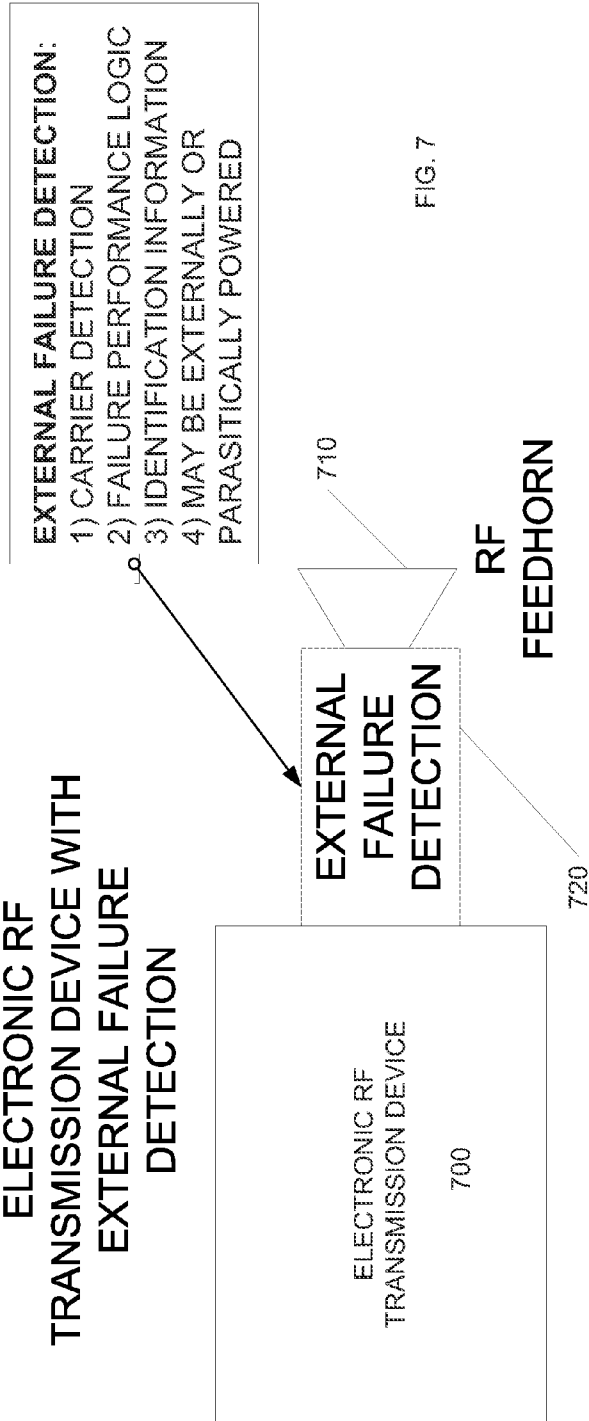 ELECTRONIC RF
TRANSMISSION DEVICE WITH
EXTERNAL FAILURE
DETECTION
EXTERNAL FAILURE DETECTION:
1) CARRIER DETECTION
2) FAILURE PERFORMANCE LOGIC
3) IDENTIFICATION INFORMATION
4) MAY BE EXTERNALLY OR
PARASITICALLY POWERED
ELECTRONIC RF
TRANSMISSION DEVICE
700
EXTERNAL
FAILURE
DETECTION
720
710
RF
FEEDHORN
FIG. 7